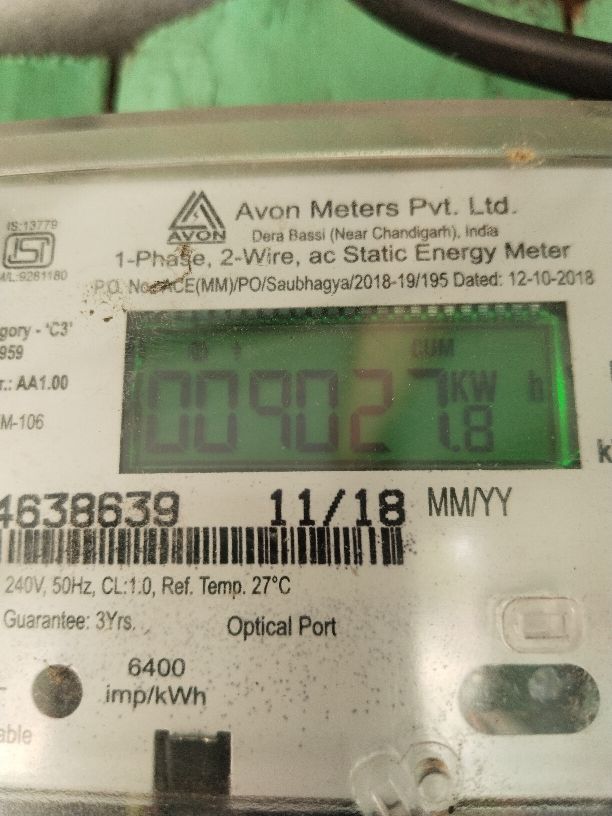 AVON
Avon Meters Pvt. Ltd.
Dera Bassi (Near Chandigarh), India
IS:13779
M/L:9281180
1-Phase, 2-Wire, ac Static Energy Meter
P.O. No. ACE(MM)/PO/Saubhagya/2018-19/195 Dated: 12-10-2018
gory - 'C3'
959
r.: AA1.00
M-106
CUM
009027.8 KW h
k
4638639 11/18 MM/YY
240V, 50Hz, CL:1.0, Ref. Temp. 27°C
Guarantee: 3Yrs.
Optical Port
6400
imp/kWh
able